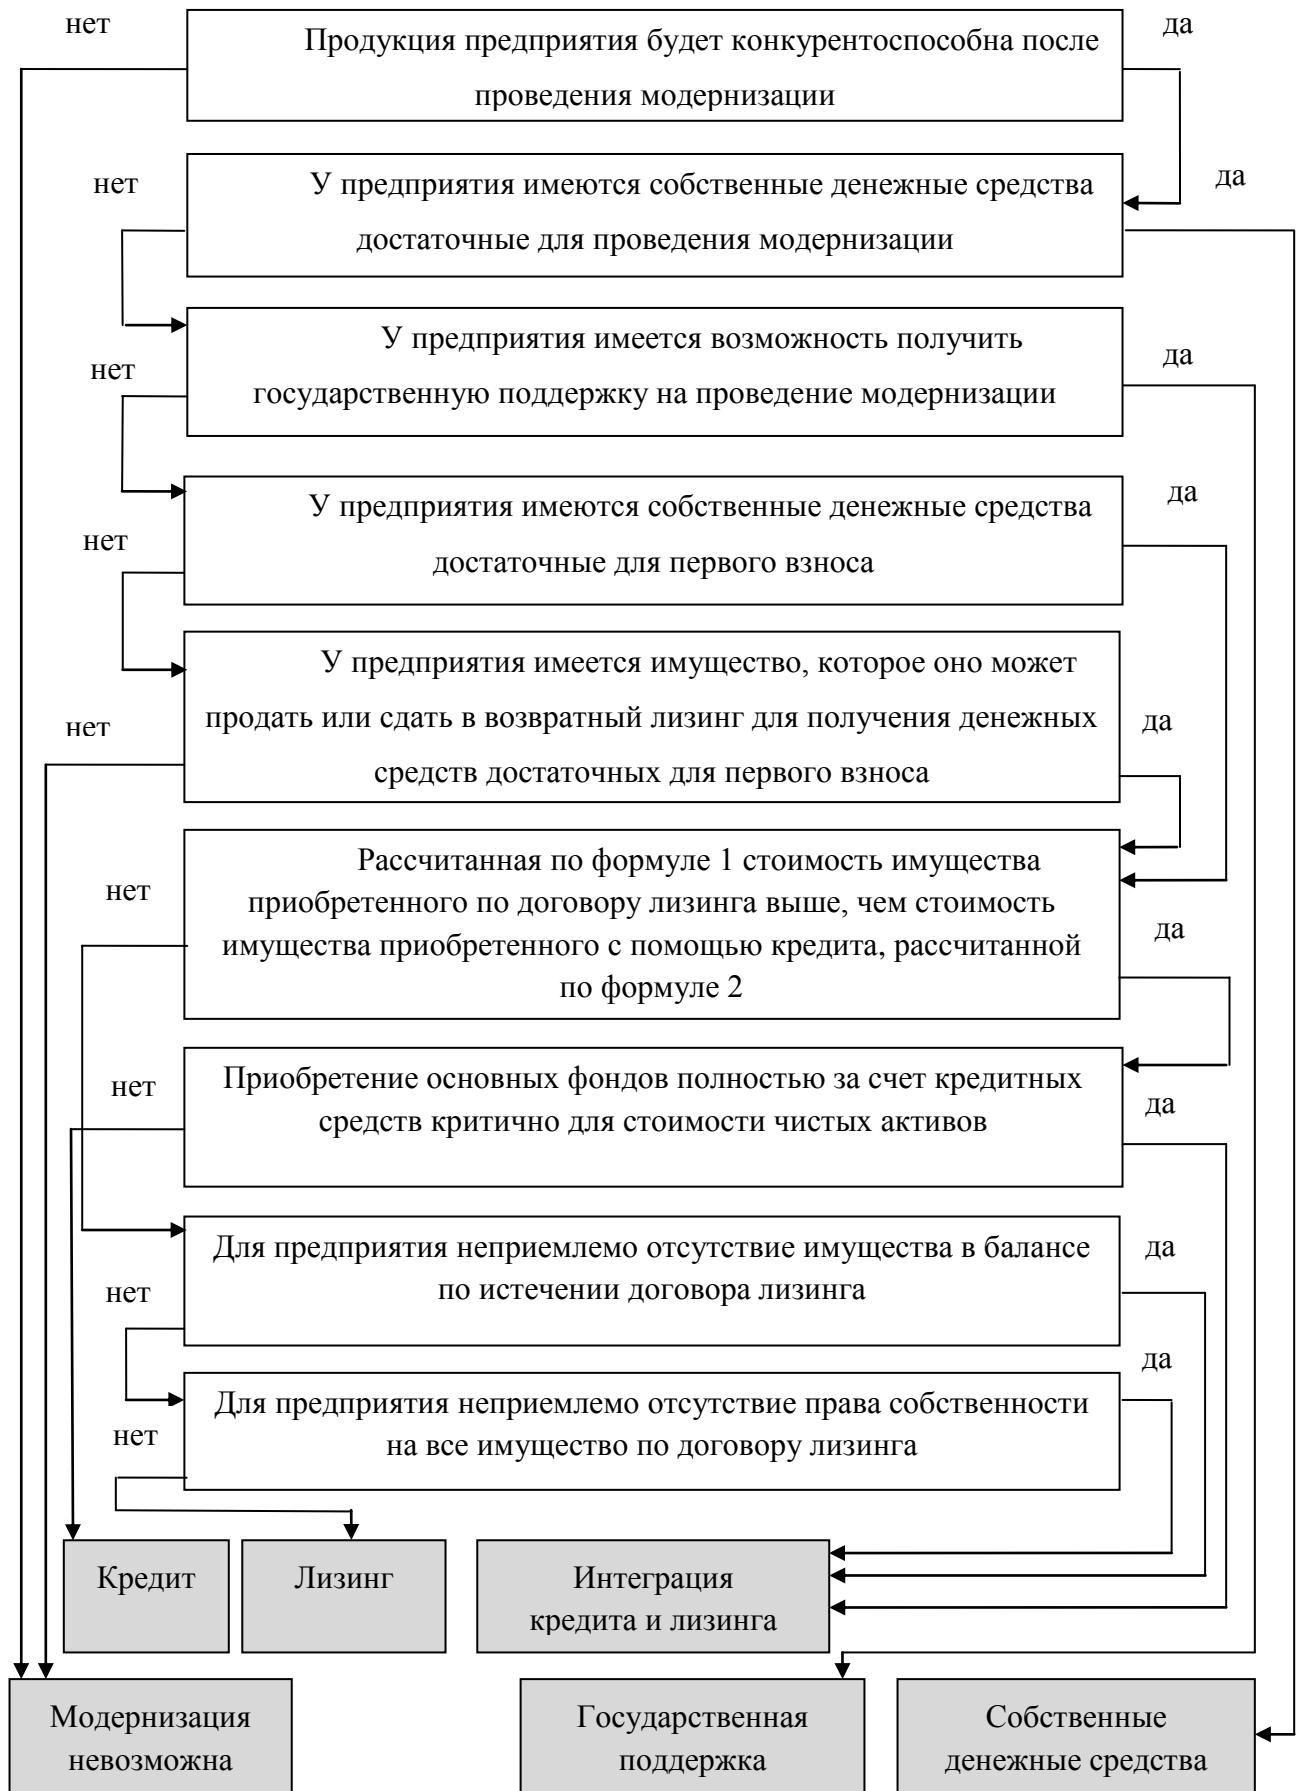 нет
да
Продукция предприятия будет конкурентоспособна после
проведения модернизации
нет
да
У предприятия имеются собственные денежные средства
достаточные для проведения модернизации
нет
да
У предприятия имеется возможность получить
государственную поддержку на проведение модернизации
нет
да
У предприятия имеются собственные денежные средства
достаточные для первого взноса
нет
да
У предприятия имеется имущество, которое оно может
продать или сдать в возвратный лизинг для получения денежных
средств достаточных для первого взноса
нет
да
Рассчитанная по формуле 1 стоимость имущества
приобретенного по договору лизинга выше, чем стоимость
имущества приобретенного с помощью кредита, рассчитанной
по формуле 2
нет
да
Приобретение основных фондов полностью за счет кредитных
средств критично для стоимости чистых активов
нет
да
Для предприятия неприемлемо отсутствие имущества в балансе
по истечении договора лизинга
нет
да
Для предприятия неприемлемо отсутствие права собственности
на все имущество по договору лизинга
нет
да
Кредит
Лизинг
Интеграция
кредита и лизинга
Модернизация
невозможна
Государственная
поддержка
Собственные
денежные средства